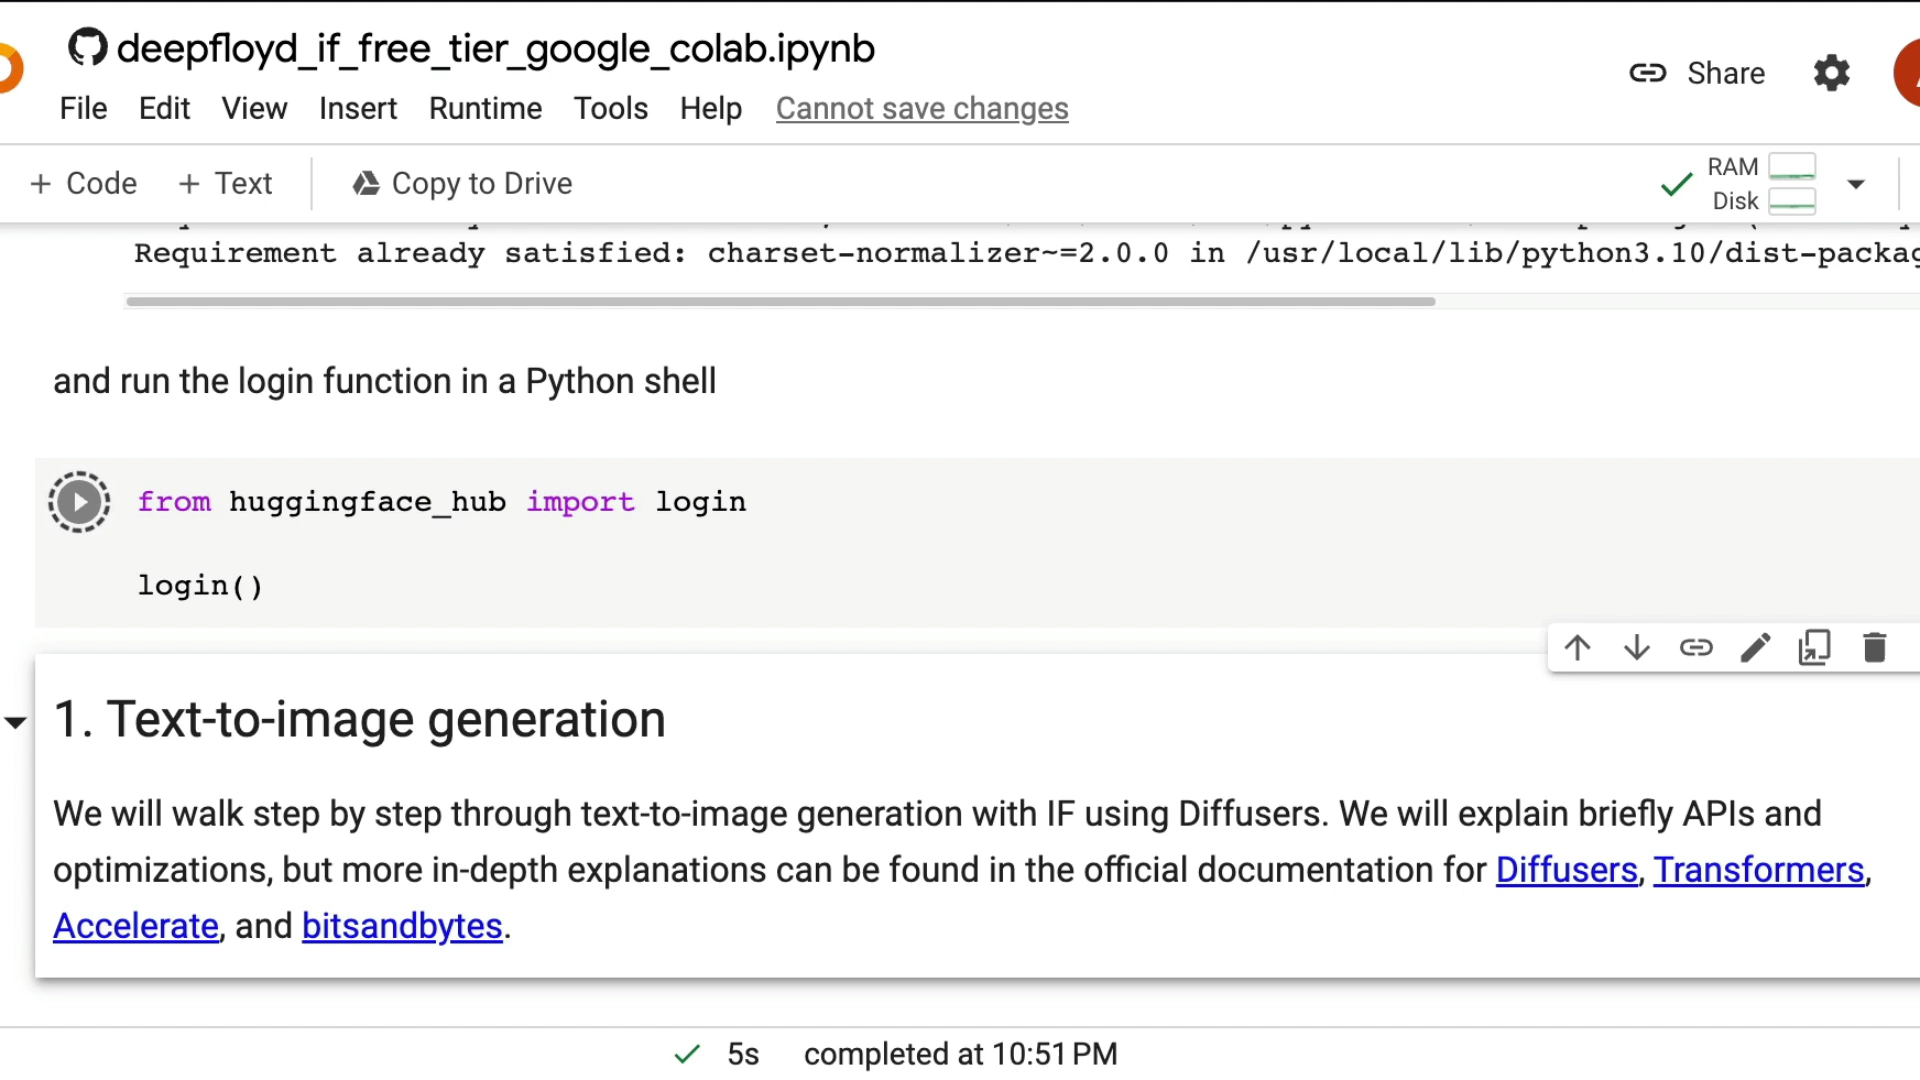 deepfloyd_if_free_tier_google_colab.ipynb
Share
File Edit View Insert Runtime Tools Help Cannot save changes
+ Code + Text Copy to Drive
RAM
Disk
Requirement already satisfied: charset-normalizer~=2.0.0 in /usr/local/lib/python3.10/dist-packag
and run the login function in a Python shell
from huggingface_hub import login
login()
1. Text-to-image generation
We will walk step by step through text-to-image generation with IF using Diffusers. We will explain briefly APIs and
optimizations, but more in-depth explanations can be found in the official documentation for Diffusers, Transformers,
Accelerate, and bitsandbytes.
5s completed at 10:51 PM